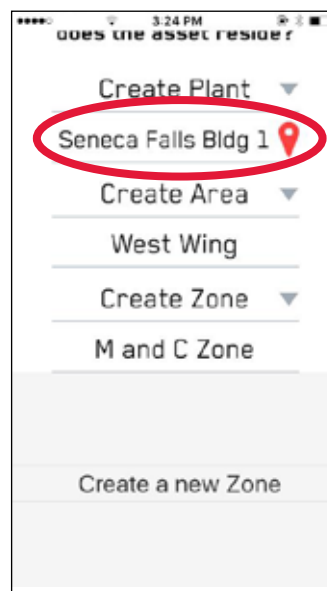 3:24 PM
does the asset reside?
Create Plant
Seneca Falls Bldg 1
Create Area
West Wing
Create Zone
M and C Zone
Create a new Zone